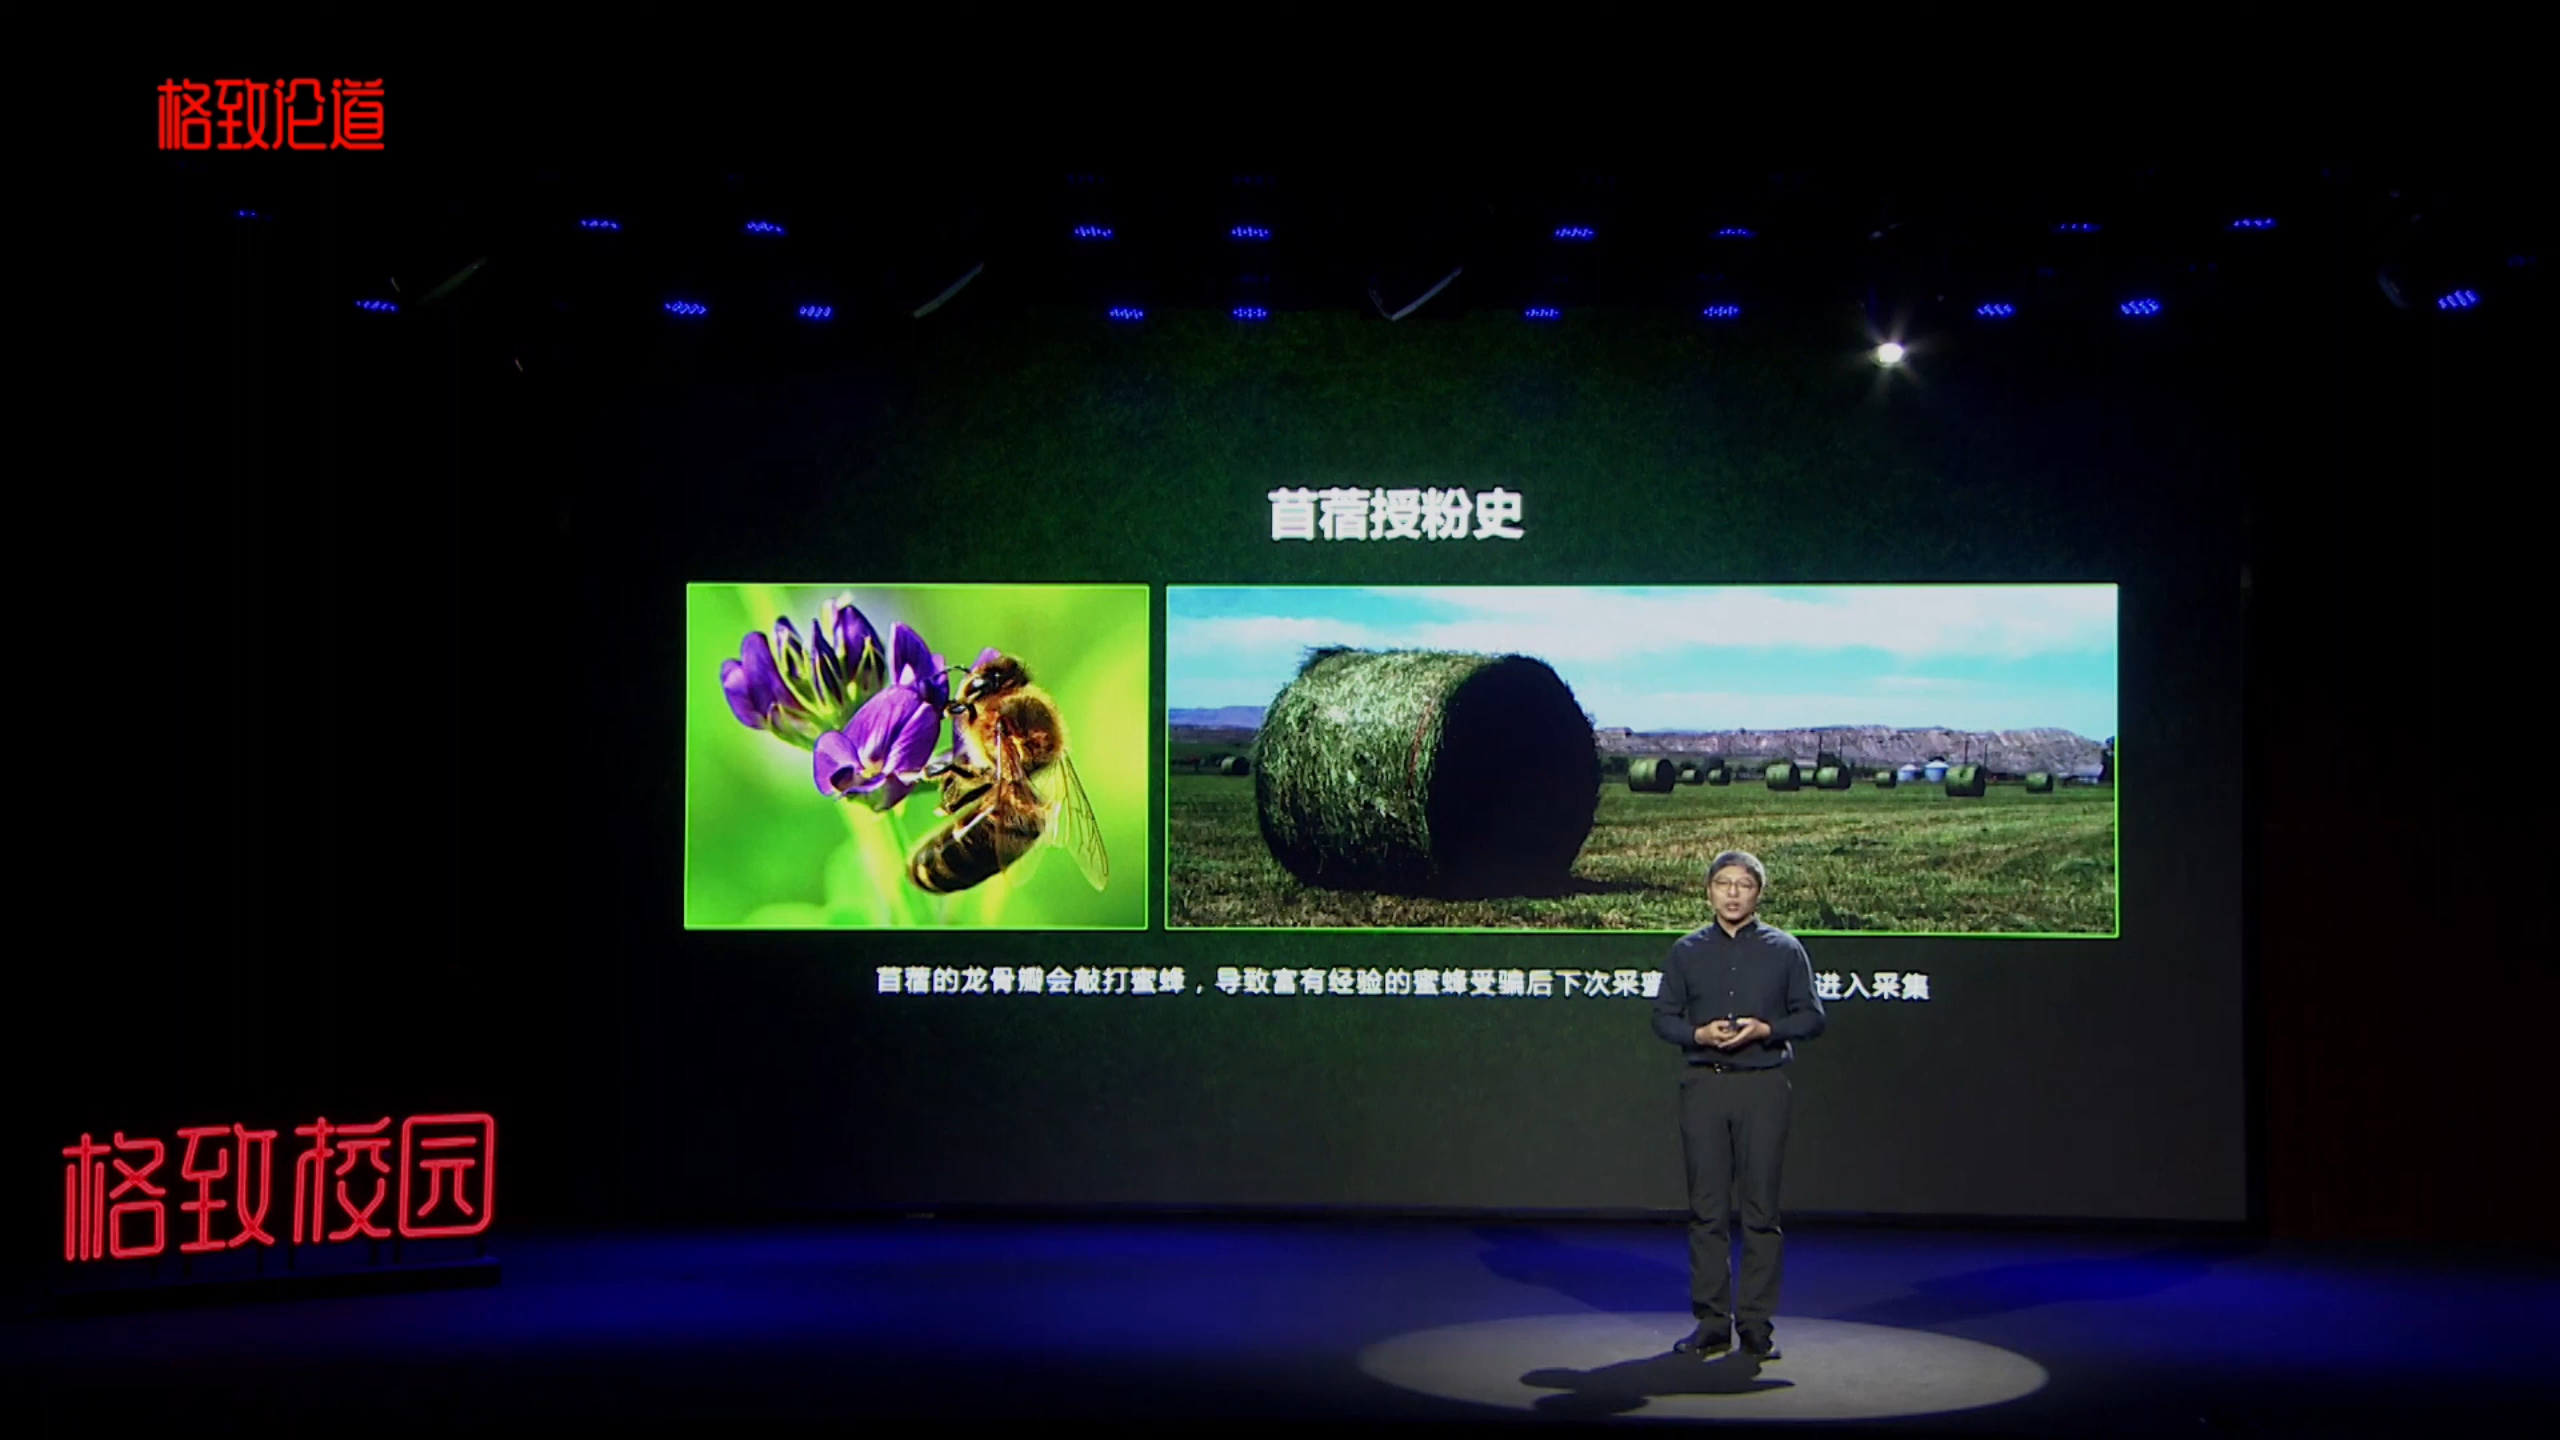 格致论道
苜蓿授粉史
苜蓿的龙骨瓣会敲打蜜蜂，导致富有经验的蜜蜂受骗后下次采蜜 进入采集
格致校园